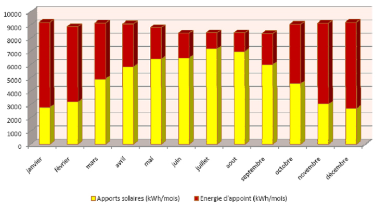 10000
9000
8000
7000
6000
5000
4000
3000
2000
1000
0
janvier
février
mars
avril
mai
juin
juillet
aout
septembre
octobre
novembre
décembre
Apports solaires (kWh/mois)
Energie d'appoint (kWh/mois)